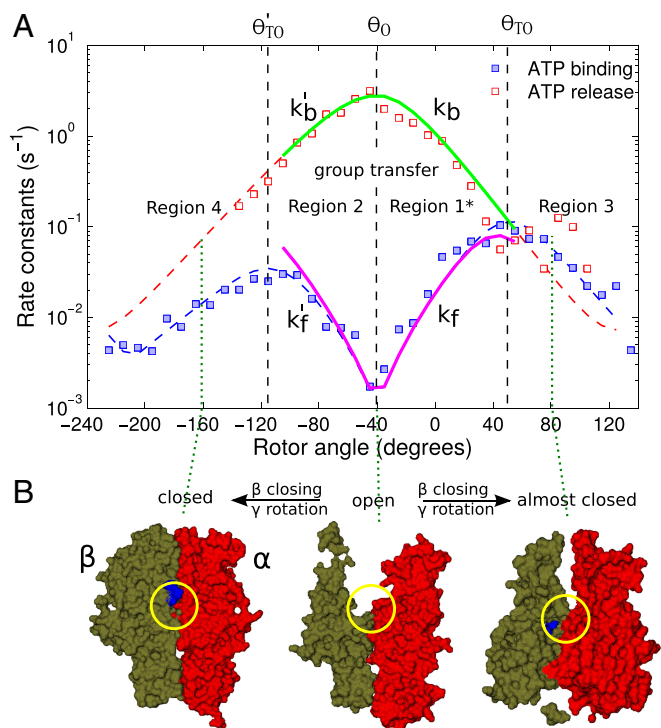 A
θTO
θO
θTO
10^1
10^0
10^-1
10^-2
10^-3
Rate constants (s^-1)
ATP binding
ATP release
k'b
kb
group transfer
Region 4
Region 2
Region 1*
Region 3
k'f
kf
−240
−200
−160
−120
−80
−40
0
40
80
120
Rotor angle (degrees)
B
closed
β closing
γ rotation
open
β closing
γ rotation
almost closed
β
α